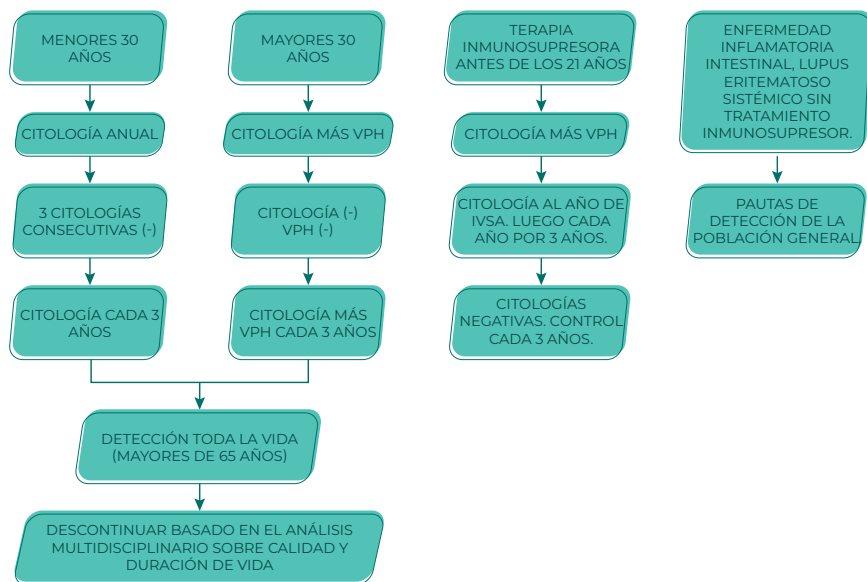 MENORES 30
AÑOS
CITOLOGÍA ANUAL
3 CITOLOGÍAS
CONSECUTIVAS (-)
CITOLOGÍA CADA 3
AÑOS
MAYORES 30
AÑOS
CITOLOGÍA MÁS VPH
CITOLOGÍA (-)
VPH (-)
CITOLOGÍA MÁS
VPH CADA 3 AÑOS
DETECCIÓN TODA LA VIDA
(MAYORES DE 65 AÑOS)
DESCONTINUAR BASADO EN EL ANÁLISIS
MULTIDISCIPLINARIO SOBRE CALIDAD Y
DURACIÓN DE VIDA
TERAPIA
INMUNOSUPRESORA
ANTES DE LOS 21 AÑOS
CITOLOGÍA MÁS VPH
CITOLOGÍA AL AÑO DE
IVSA. LUEGO CADA
AÑO POR 3 AÑOS.
CITOLOGÍAS
NEGATIVAS. CONTROL
CADA 3 AÑOS.
ENFERMEDAD
INFLAMATORIA
INTESTINAL, LUPUS
ERITEMATOSO
SISTÉMICO SIN
TRATAMIENTO
INMUNOSUPRESOR.
PAUTAS DE
DETECCIÓN DE LA
POBLACIÓN GENERAL.